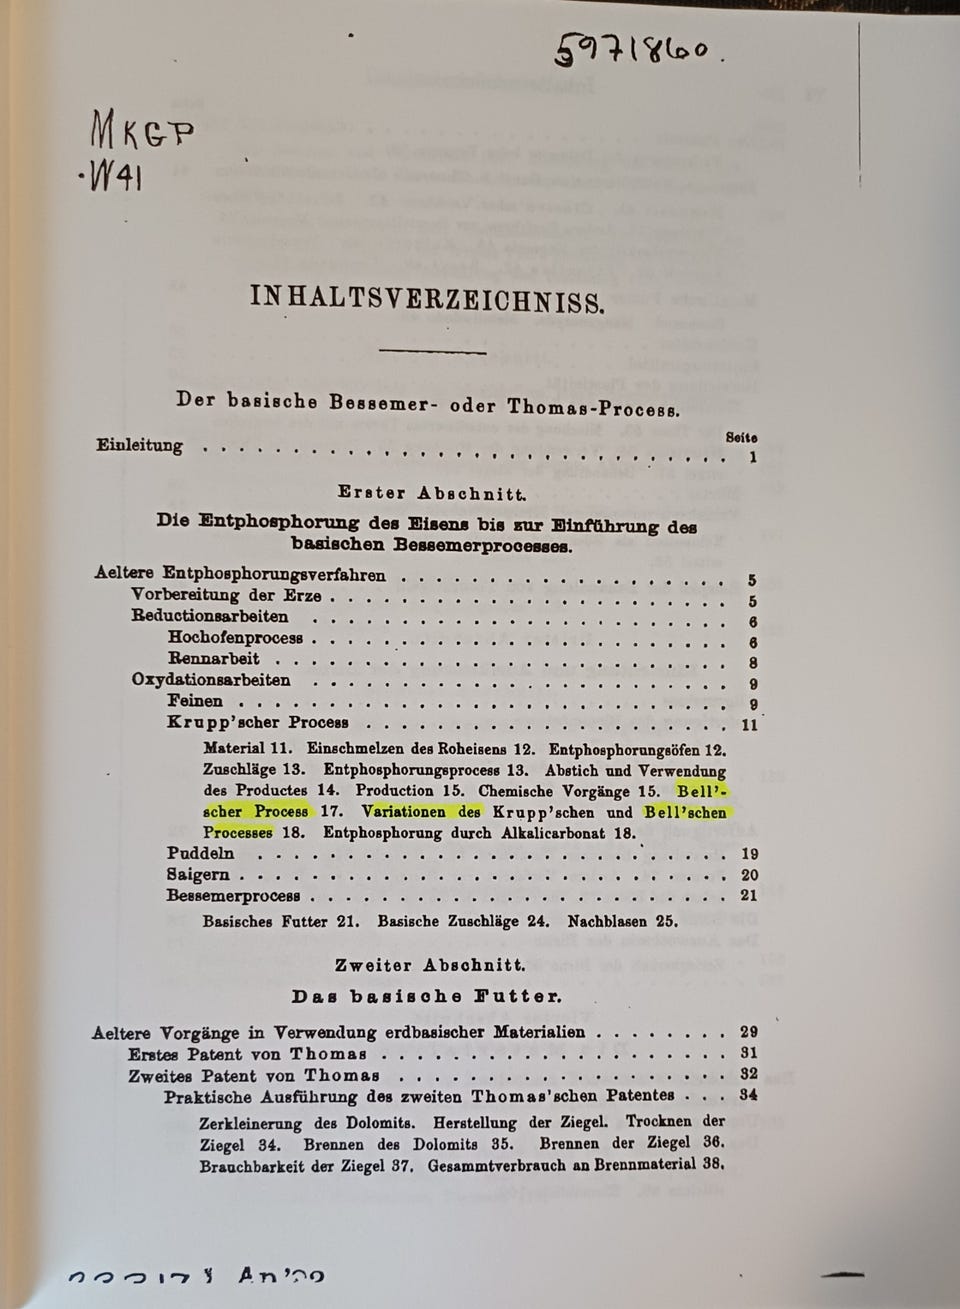 5971860.
MKGP
.W41
INHALTSVERZEICHNISS.
Der basische Bessemer- oder Thomas-Process.
Seite
Einleitung . . . . . . . . . . . . . . . . . . . . . . . . . . . . . . 1
Erster Abschnitt.
Die Entphosphorung des Eisens bis zur Einführung des
basischen Bessemerprocesses.
Aeltere Entphosphorungsverfahren . . . . . . . . . . . . . . . . . . . 5
Vorbereitung der Erze . . . . . . . . . . . . . . . . . . . . . . . 5
Reductionsarbeiten . . . . . . . . . . . . . . . . . . . . . . . . 6
Hochofenprocess . . . . . . . . . . . . . . . . . . . . . . . . 6
Rennarbeit . . . . . . . . . . . . . . . . . . . . . . . . . . 8
Oxydationsarbeiten . . . . . . . . . . . . . . . . . . . . . . . . 9
Feinen . . . . . . . . . . . . . . . . . . . . . . . . . . . . 9
Krupp'scher Process . . . . . . . . . . . . . . . . . . . . . 11
Material 11. Einschmelzen des Roheisens 12. Entphosphorungsöfen 12.
Zuschläge 13. Entphosphorungsprocess 13. Abstich und Verwendung
des Productes 14. Production 15. Chemische Vorgänge 15. Bell'-
scher Process 17. Variationen des Krupp'schen und Bell'schen
Processes 18. Entphosphorung durch Alkalicarbonat 18.
Puddeln . . . . . . . . . . . . . . . . . . . . . . . . . . . 19
Saigern . . . . . . . . . . . . . . . . . . . . . . . . . . . . 20
Bessemerprocess . . . . . . . . . . . . . . . . . . . . . . . . 21
Basisches Futter 21. Basische Zuschläge 24. Nachblasen 25.
Zweiter Abschnitt.
Das basische Futter.
Aeltere Vorgänge in Verwendung erdbasischer Materialien . . . . . . . . 29
Erstes Patent von Thomas . . . . . . . . . . . . . . . . . . . . 31
Zweites Patent von Thomas . . . . . . . . . . . . . . . . . . . 32
Praktische Ausführung des zweiten Thomas'schen Patentes . . . 34
Zerkleinerung des Dolomits. Herstellung der Ziegel. Trocknen der
Ziegel 34. Brennen des Dolomits 35. Brennen der Ziegel 36.
Brauchbarkeit der Ziegel 37. Gesammtverbrauch an Brennmaterial 38.